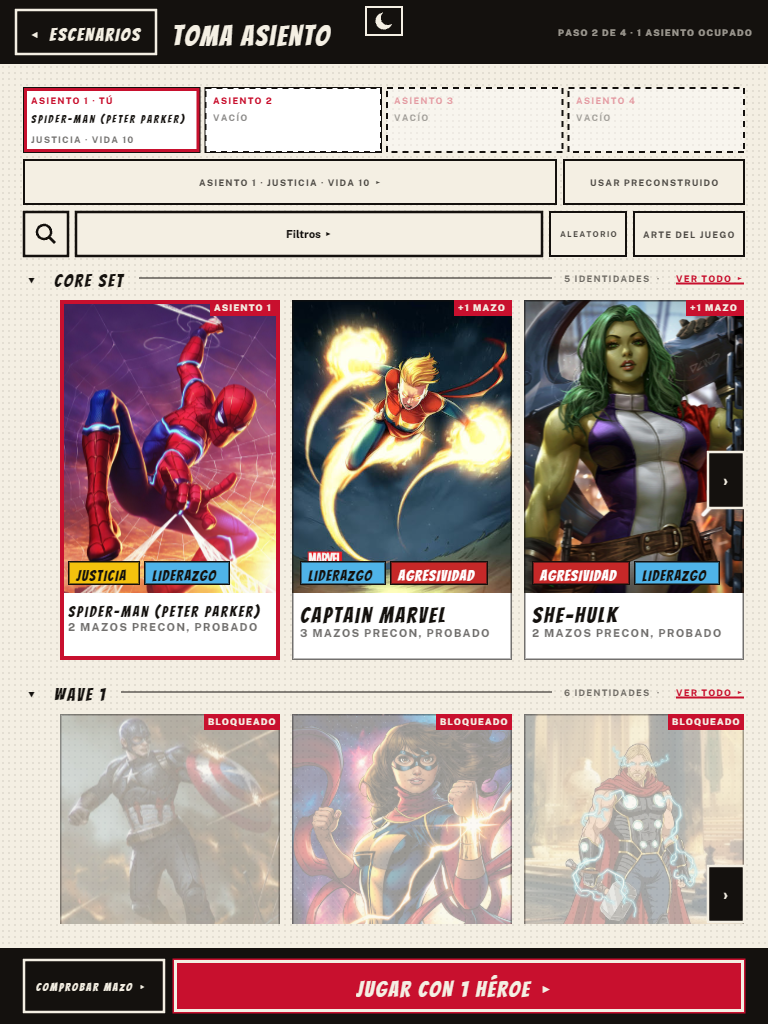 ◂ ESCENARIOS
TOMA ASIENTO
PASO 2 DE 4 · 1 ASIENTO OCUPADO
ASIENTO 1 · TÚ
SPIDER-MAN (PETER PARKER)
JUSTICIA · VIDA 10
ASIENTO 2
VACÍO
ASIENTO 3
VACÍO
ASIENTO 4
VACÍO
ASIENTO 1 · JUSTICIA · VIDA 10 ▸
USAR PRECONSTRUIDO
Filtros ▸
ALEATORIO
ARTE DEL JUEGO
▾ CORE SET
5 IDENTIDADES ·
VER TODO ▸
ASIENTO 1
JUSTICIA
LIDERAZGO
SPIDER-MAN (PETER PARKER)
2 MAZOS PRECON, PROBADO
+1 MAZO
MARVEL
LIDERAZGO
AGRESIVIDAD
CAPTAIN MARVEL
3 MAZOS PRECON, PROBADO
+1 MAZO
AGRESIVIDAD
LIDERAZGO
SHE-HULK
2 MAZOS PRECON, PROBADO
›
▾ WAVE 1
6 IDENTIDADES ·
VER TODO ▸
BLOQUEADO
BLOQUEADO
BLOQUEADO
›
COMPROBAR MAZO ▸
JUGAR CON 1 HÉROE ▸